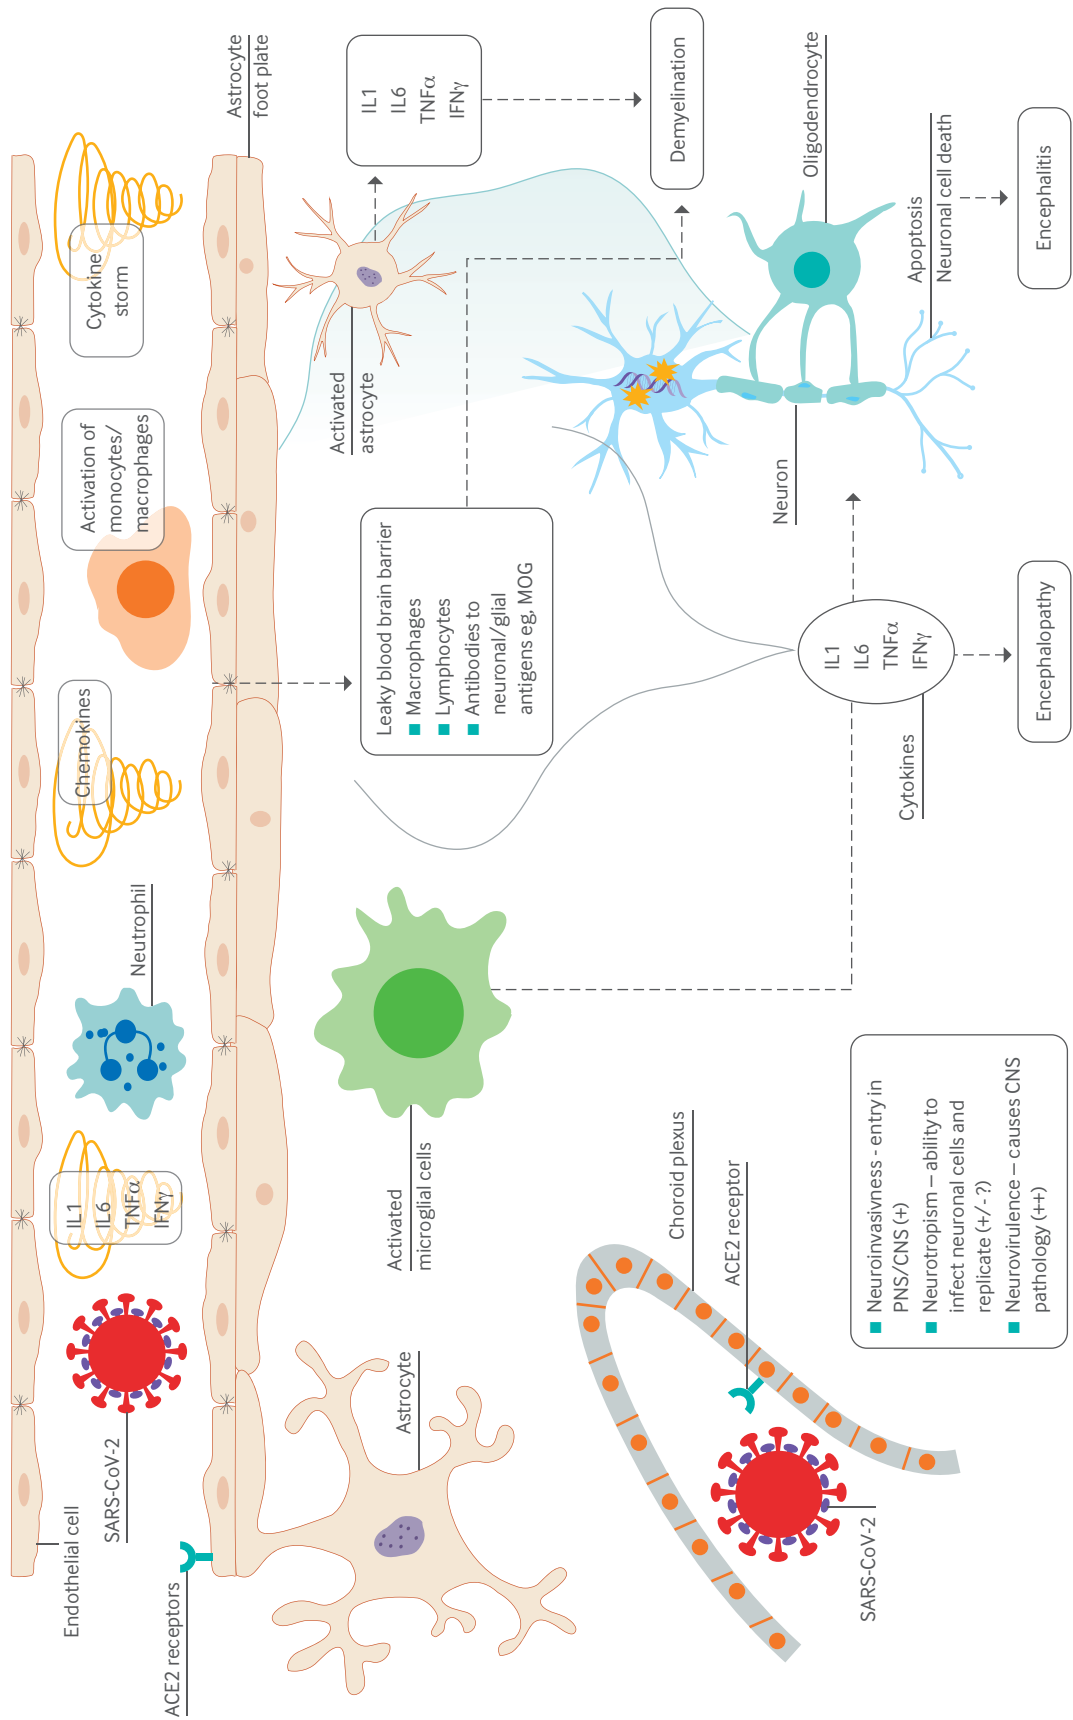 Endothelial cell
ACE2 receptors
SARS-CoV-2
IL1
IL6
TNFα
IFNγ
Neutrophil
Chemokines
Activation of
monocytes/
macrophages
Cytokine
storm
Astrocyte
foot plate
Astrocyte
Activated
microglial cells
Leaky blood brain barrier
Macrophages
Lymphocytes
Antibodies to
neuronal/glial
antigens eg, MOG
Activated
astrocyte
IL1
IL6
TNFα
IFNγ
Demyelination
Oligodendrocyte
Neuron
Apoptosis
Neuronal cell death
Encephalitis
Cytokines
IL1
IL6
TNFα
IFNγ
Encephalopathy
Choroid plexus
ACE2 receptor
SARS-CoV-2
Neuroinvasivness - entry in
PNS/CNS (+)
Neurotropism – ability to
infect neuronal cells and
replicate (+/- ?)
Neurovirulence – causes CNS
pathology (++)